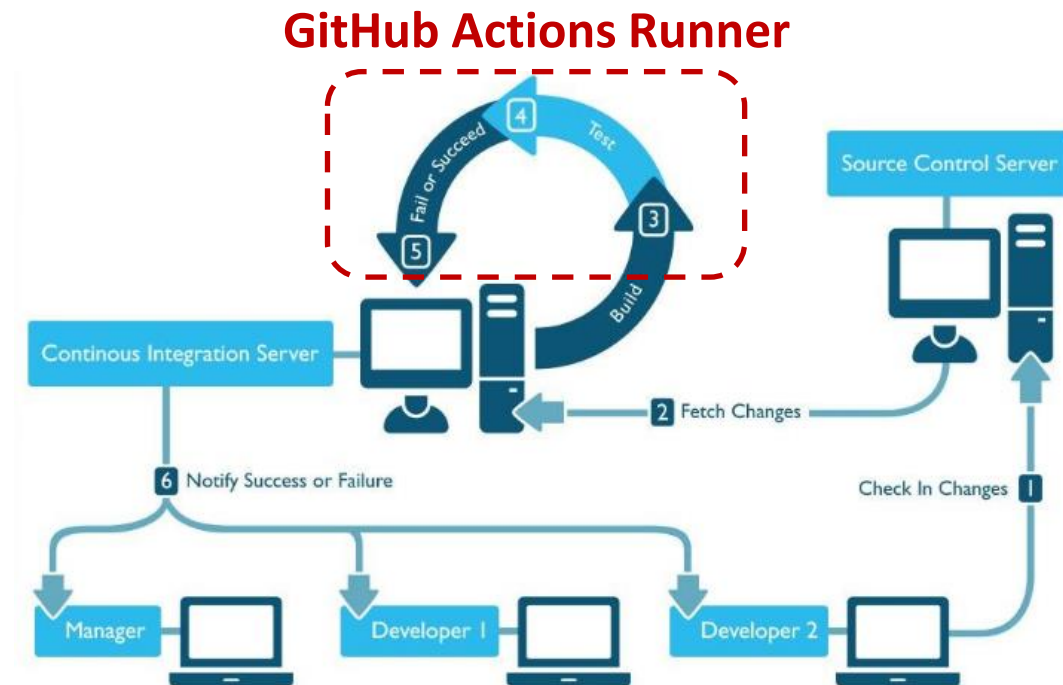 GitHub Actions Runner
4
Test
Fail or Succeed
Source Control Server
3
5
Build
Continous Integration Server
2 Fetch Changes
6 Notify Success or Failure
Check In Changes 1
Manager
Developer 1
Developer 2